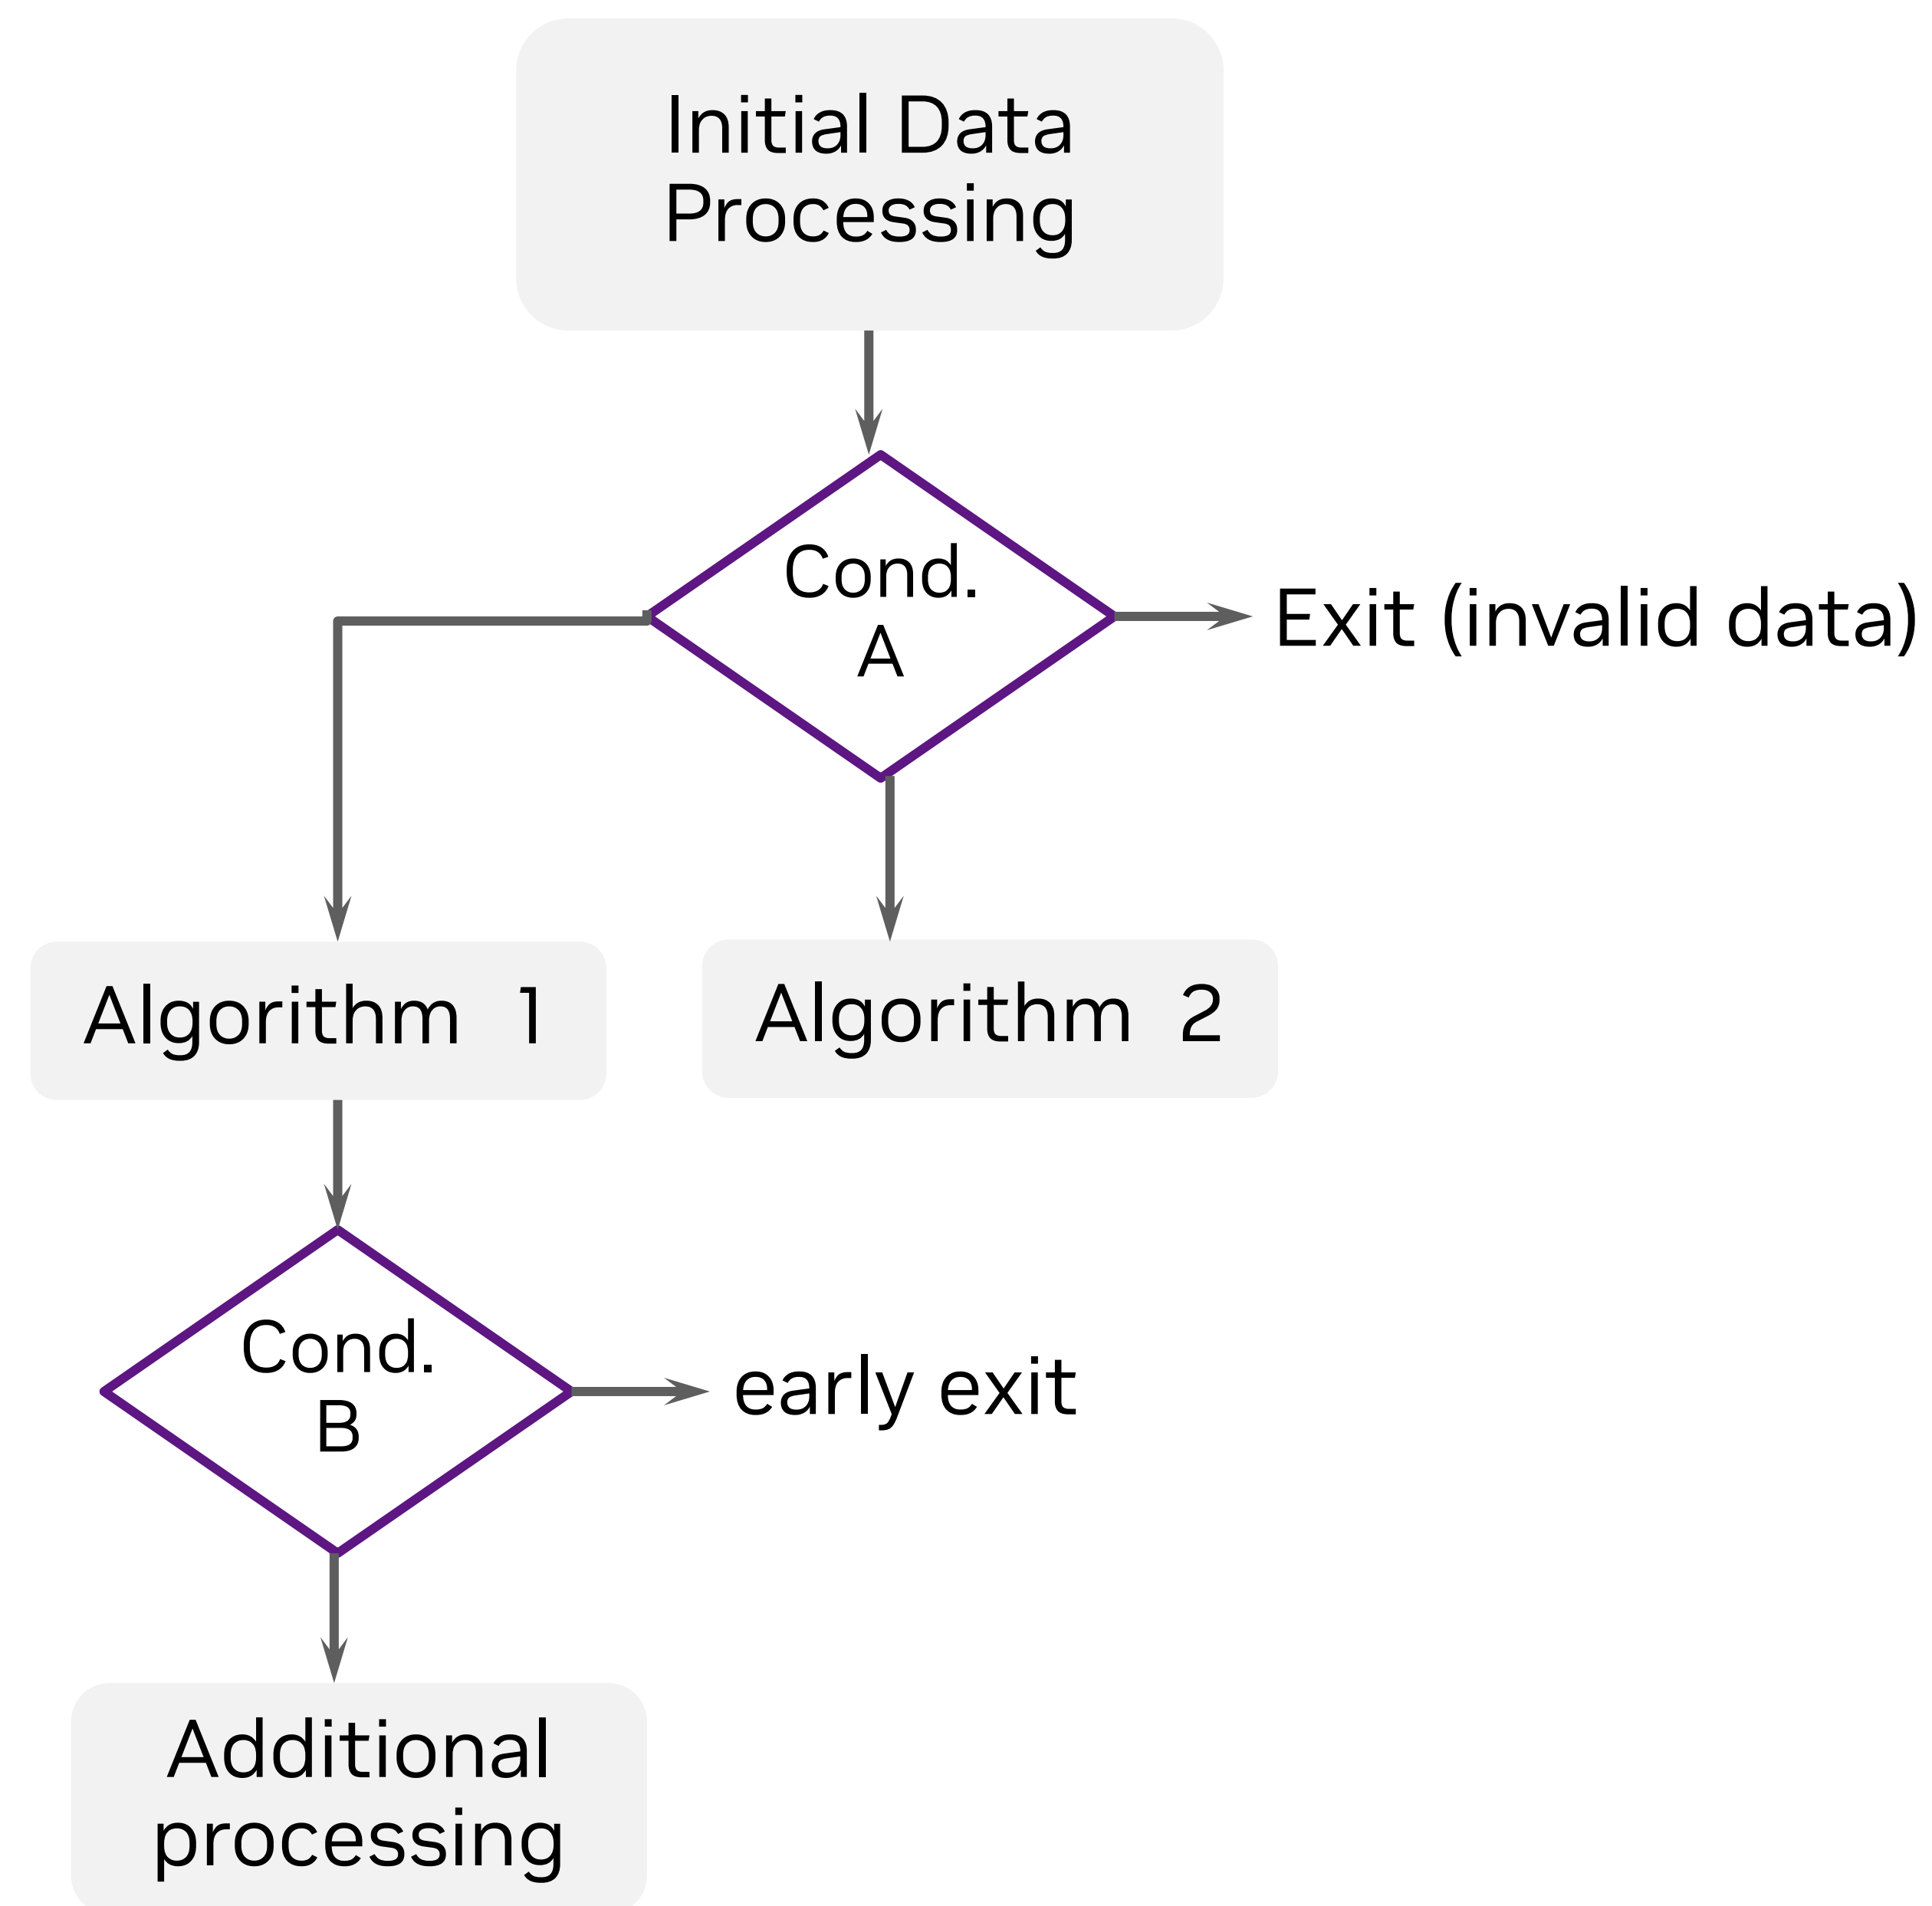 Initial Data
Processing
Cond.
A
Exit (invalid data)
Algorithm 1
Algorithm 2
Cond.
B
early exit
Additional
processing